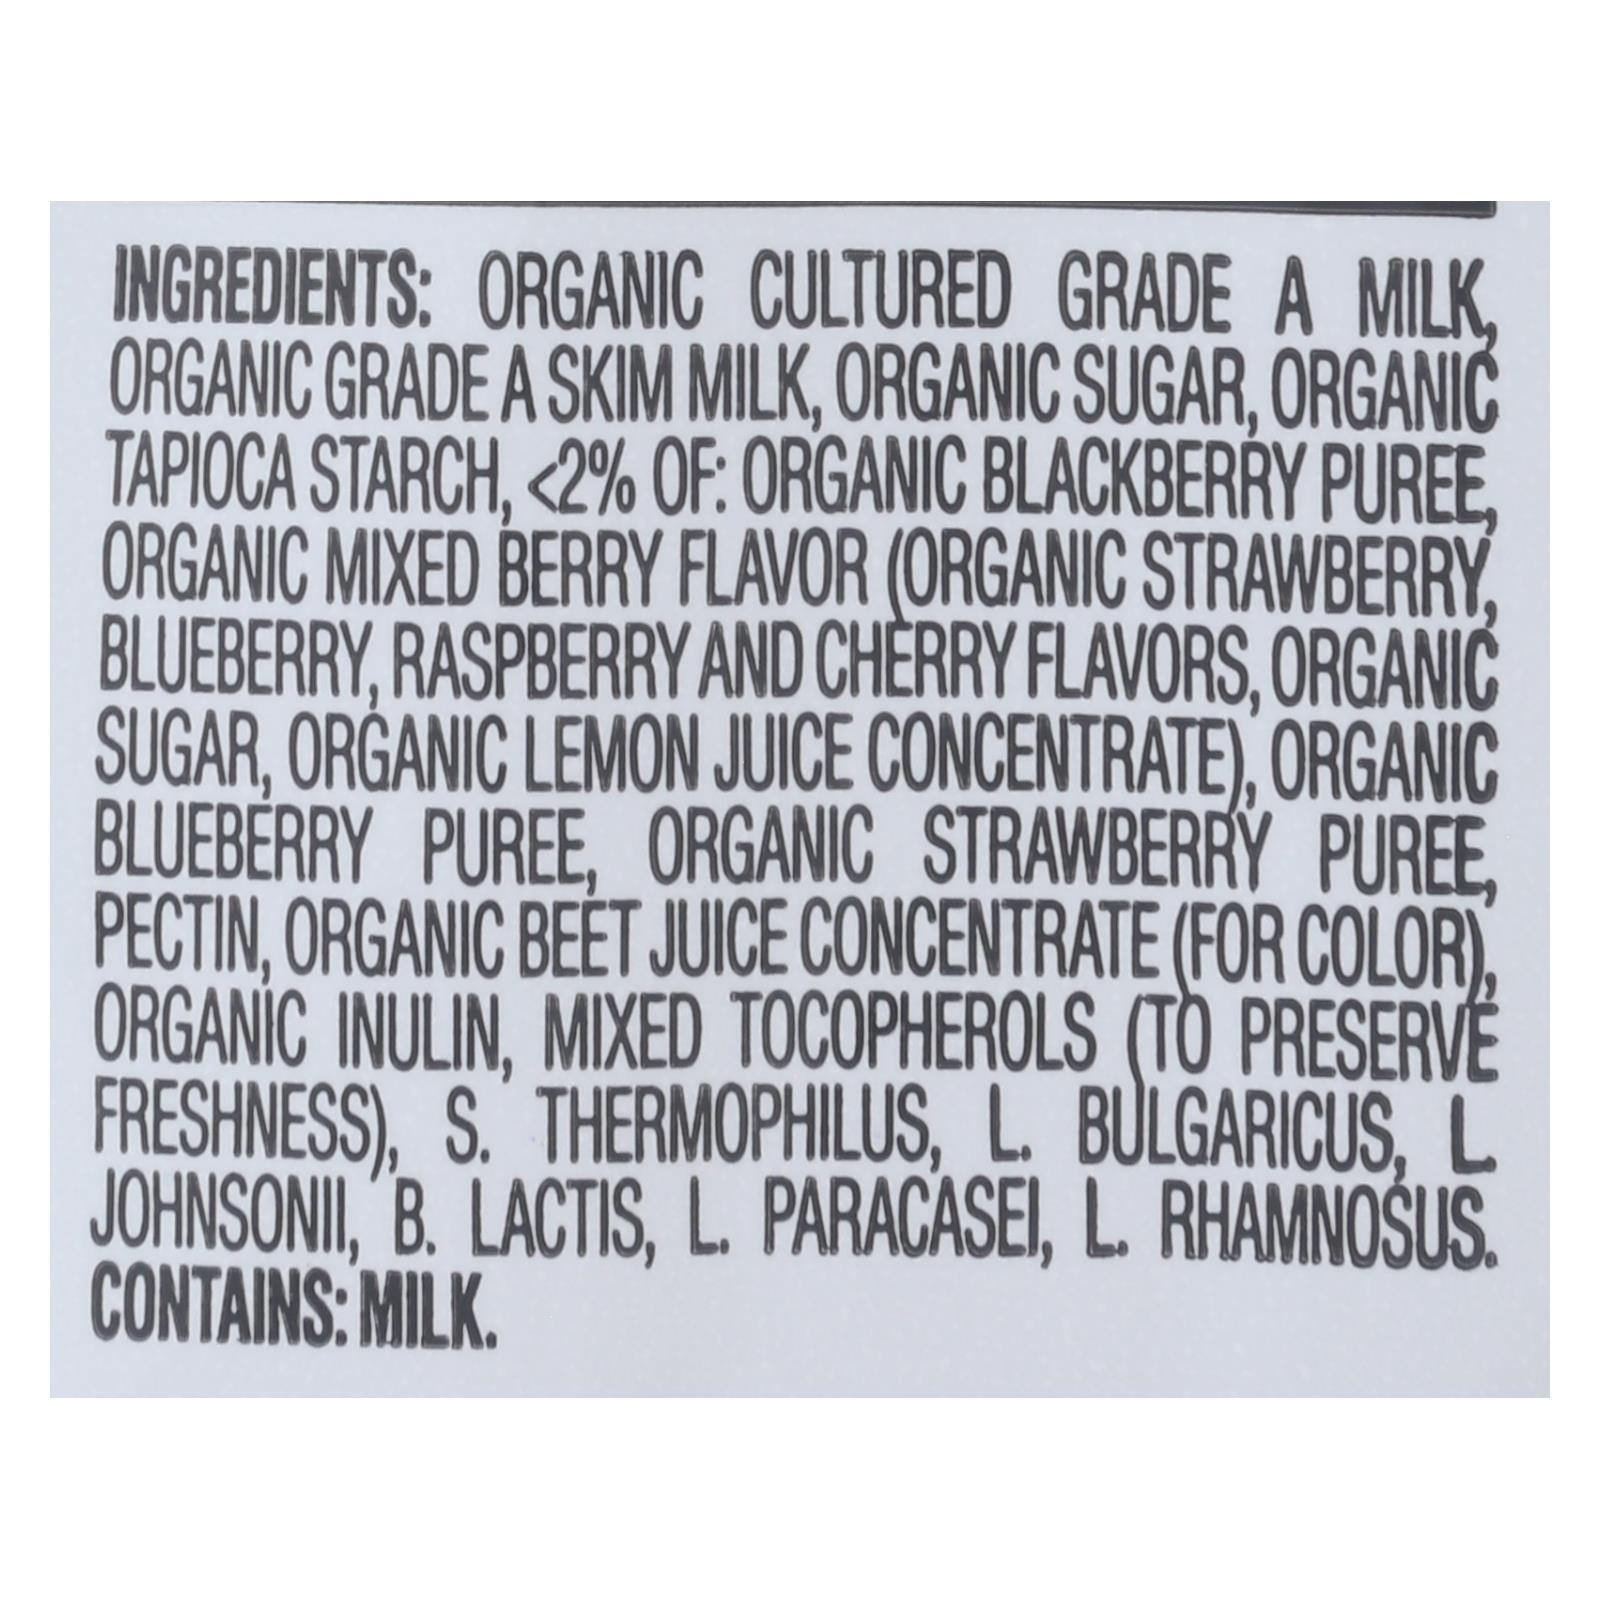 INGREDIENTS: ORGANIC CULTURED GRADE A MILK,
ORGANIC GRADE A SKIM MILK, ORGANIC SUGAR, ORGANIC
TAPIOCA STARCH, <2% OF: ORGANIC BLACKBERRY PUREE,
ORGANIC MIXED BERRY FLAVOR (ORGANIC STRAWBERRY,
BLUEBERRY, RASPBERRY AND CHERRY FLAVORS, ORGANIC
SUGAR, ORGANIC LEMON JUICE CONCENTRATE), ORGANIC
BLUEBERRY PUREE, ORGANIC STRAWBERRY PUREE,
PECTIN, ORGANIC BEET JUICE CONCENTRATE (FOR COLOR),
ORGANIC INULIN, MIXED TOCOPHEROLS (TO PRESERVE
FRESHNESS), S. THERMOPHILUS, L. BULGARICUS, L.
JOHNSONII, B. LACTIS, L. PARACASEI, L. RHAMNOSUS.
CONTAINS: MILK.